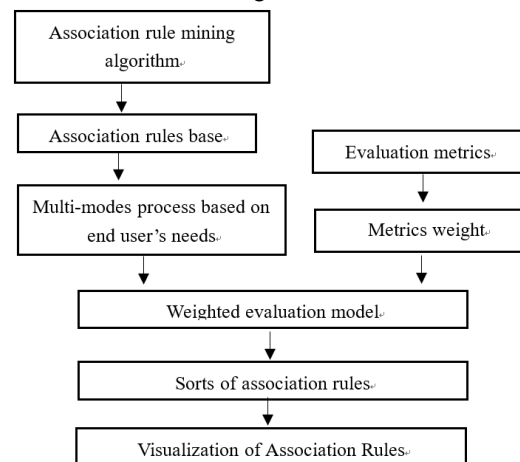 Association rule mining
algorithm
Association rules base
Evaluation metrics
Multi-modes process based on
end user's needs
Metrics weight
Weighted evaluation model
Sorts of association rules
Visualization of Association Rules